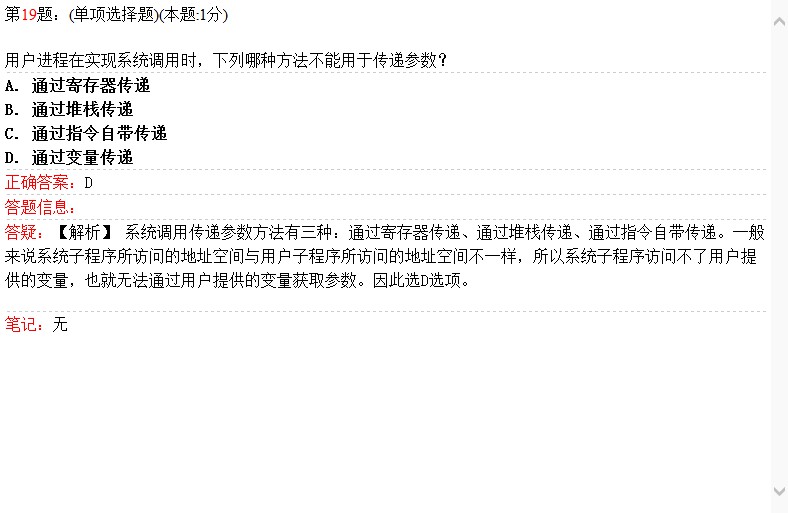 第19题: (单项选择题)(本题:1分)
用户进程在实现系统调用时，下列哪种方法不能用于传递参数？
A. 通过寄存器传递
B. 通过堆栈传递
C. 通过指令自带传递
D. 通过变量传递
正确答案：D
答题信息：
答疑：【解析】 系统调用传递参数方法有三种：通过寄存器传递、通过堆栈传递、通过指令自带传递。一般
来说系统子程序所访问的地址空间与用户子程序所访问的地址空间不一样，所以系统子程序访问不了用户提
供的变量，也就无法通过用户提供的变量获取参数。因此选D选项。
笔记：无